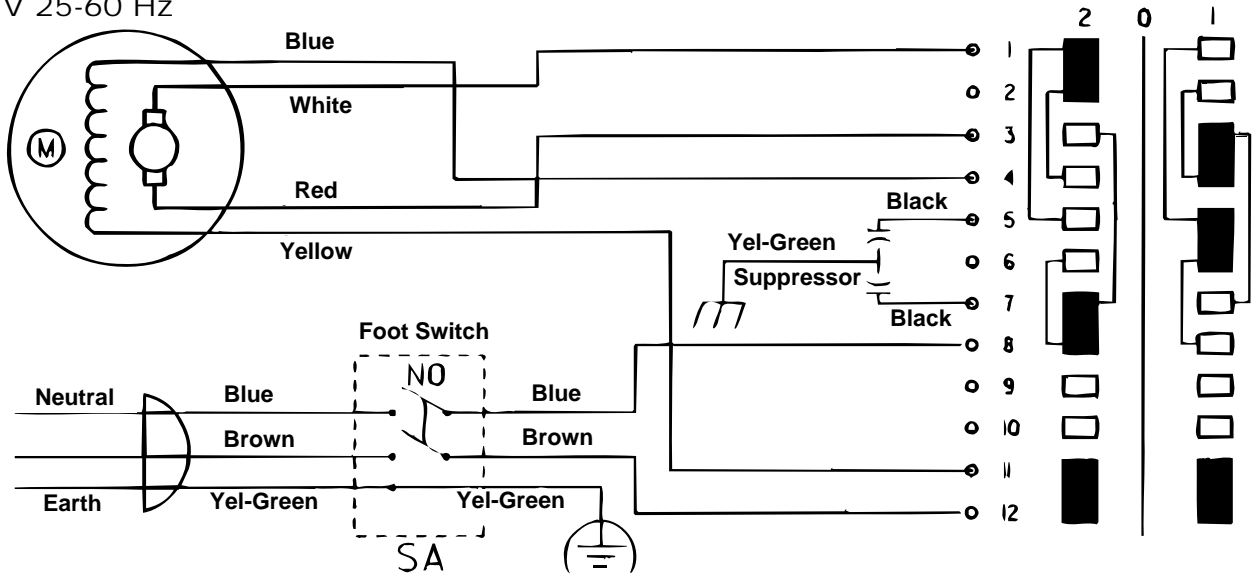 V 25-60 Hz
2 0 1
Blue
White
M
Red
Yellow
1
2
3
4
Black
5
Yel-Green
6
Suppressor
7
Black
8
Foot Switch
NO
Neutral
Blue
Blue
9
Brown
Brown
10
11
Earth
Yel-Green
Yel-Green
12
SA